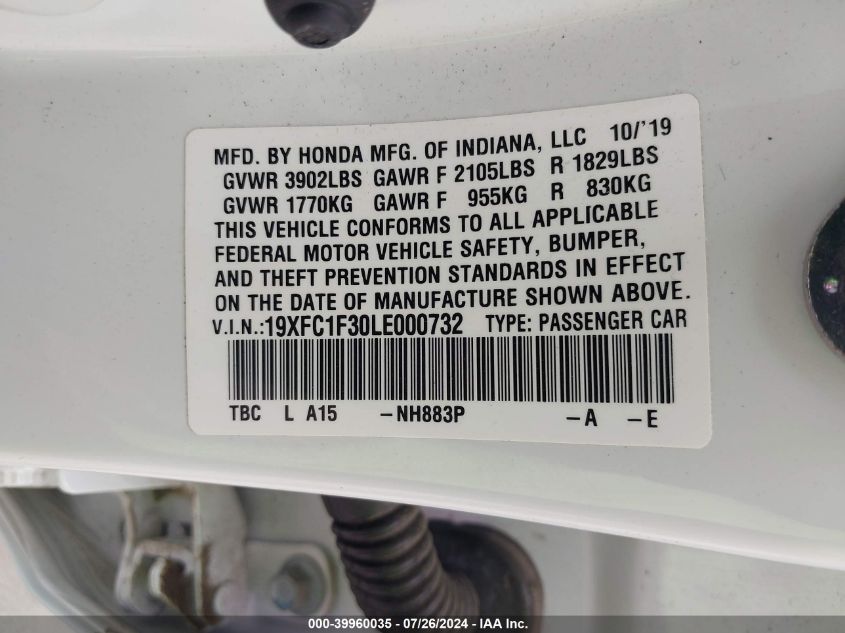 MFD. BY HONDA MFG. OF INDIANA, LLC 10/'19
GVWR 3902LBS GAWR F 2105LBS R 1829LBS
GVWR 1770KG GAWR F 955KG R 830KG
THIS VEHICLE CONFORMS TO ALL APPLICABLE
FEDERAL MOTOR VEHICLE SAFETY, BUMPER,
AND THEFT PREVENTION STANDARDS IN EFFECT
ON THE DATE OF MANUFACTURE SHOWN ABOVE.
V.I.N.:19XFC1F30LE000732 TYPE: PASSENGER CAR
TBC L A15 -NH883P -A -E
000-39960035 - 07/26/2024 - IAA Inc.